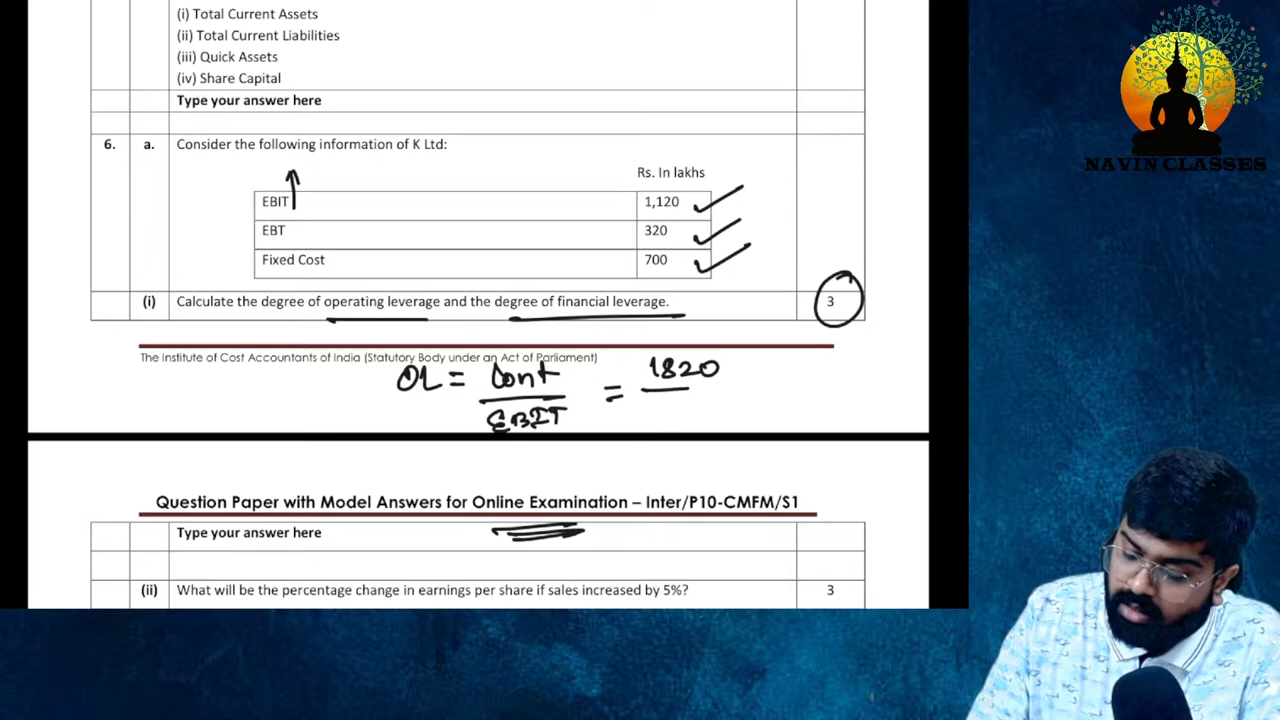 (i) Total Current Assets
(ii) Total Current Liabilities
(iii) Quick Assets
(iv) Share Capital
Type your answer here
6. a. Consider the following information of K Ltd:
Rs. In lakhs
EBIT 1,120
EBT 320
Fixed Cost 700
(i) Calculate the degree of operating leverage and the degree of financial leverage. 3
The Institute of Cost Accountants of India (Statutory Body under an Act of Parliament)
OL = Cont / EBIT = 1820
Question Paper with Model Answers for Online Examination – Inter/P10-CMFM/S1
Type your answer here
(ii) What will be the percentage change in earnings per share if sales increased by 5%? 3
NAVIN CLASSES